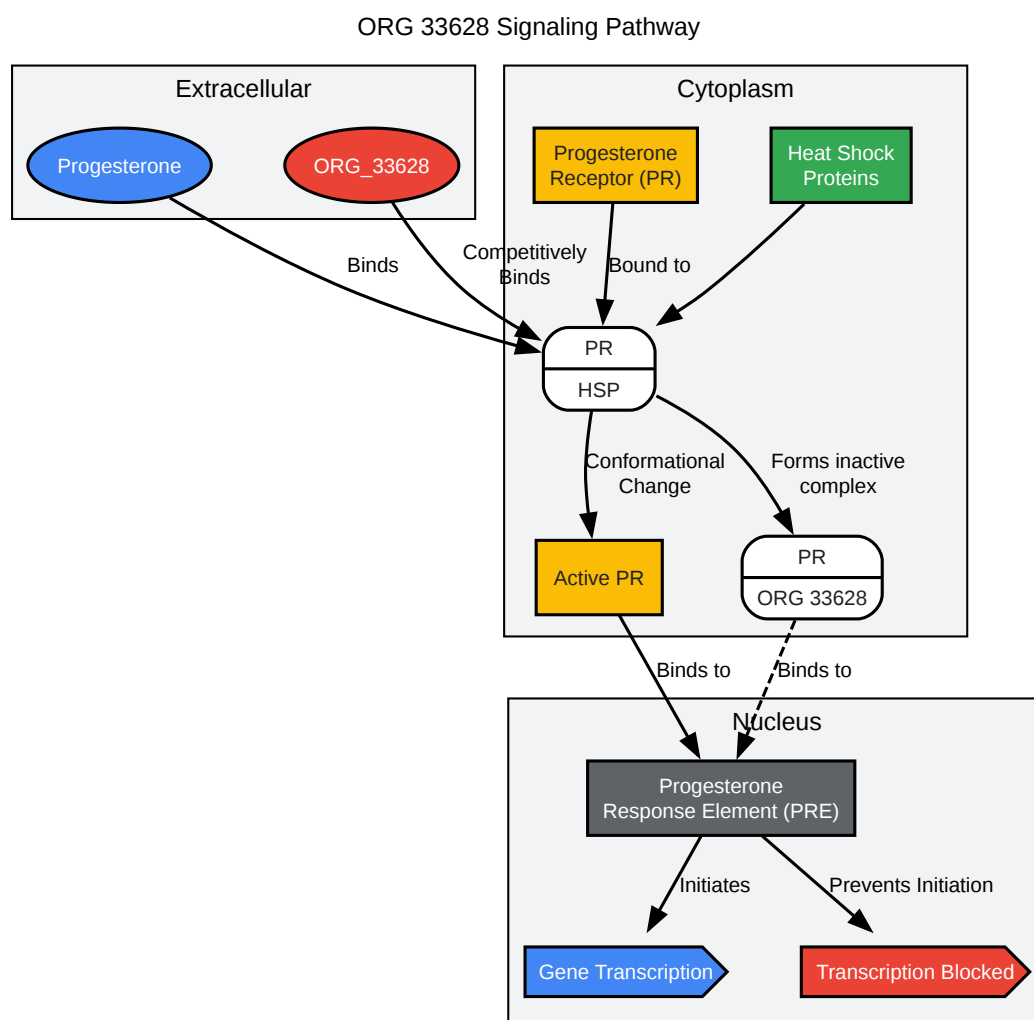 ORG 33628 Signaling Pathway
Extracellular
Cytoplasm
Progesterone
ORG_33628
Progesterone
Receptor (PR)
Heat Shock
Proteins
Binds
Competitively
Binds
Bound to
PR
HSP
Conformational
Change
Forms inactive
complex
Active PR
PR
ORG 33628
Binds to
Binds to
Nucleus
Progesterone
Response Element (PRE)
Initiates
Prevents Initiation
Gene Transcription
Transcription Blocked